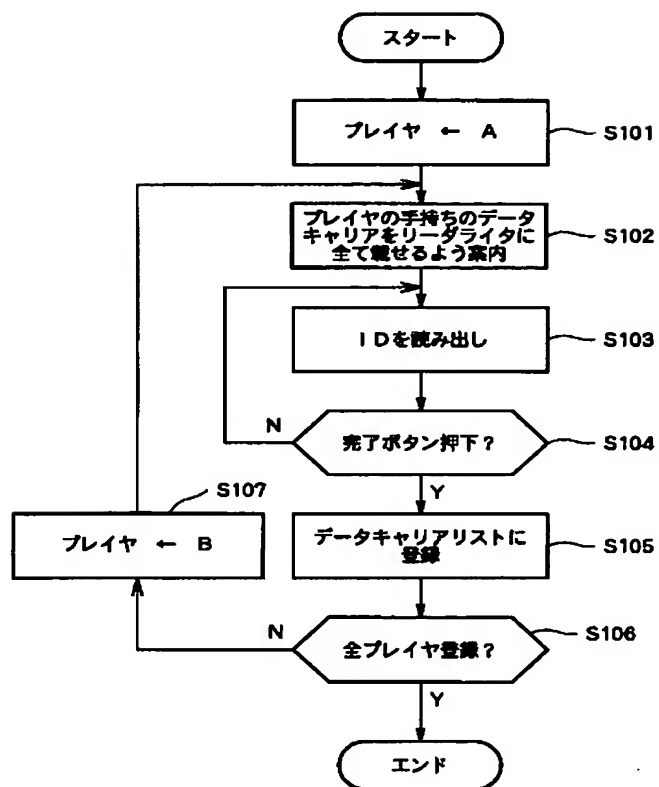 スタート
プレイヤ ← A
S101
プレイヤの手持ちのデータ
キャリアをリーダライタに
全て載せるよう案内
S102
IDを読み出し
S103
N
完了ボタン押下?
S104
Y
S107
プレイヤ ← B
データキャリアリストに
登録
S105
N
全プレイヤ登録?
S106
Y
エンド